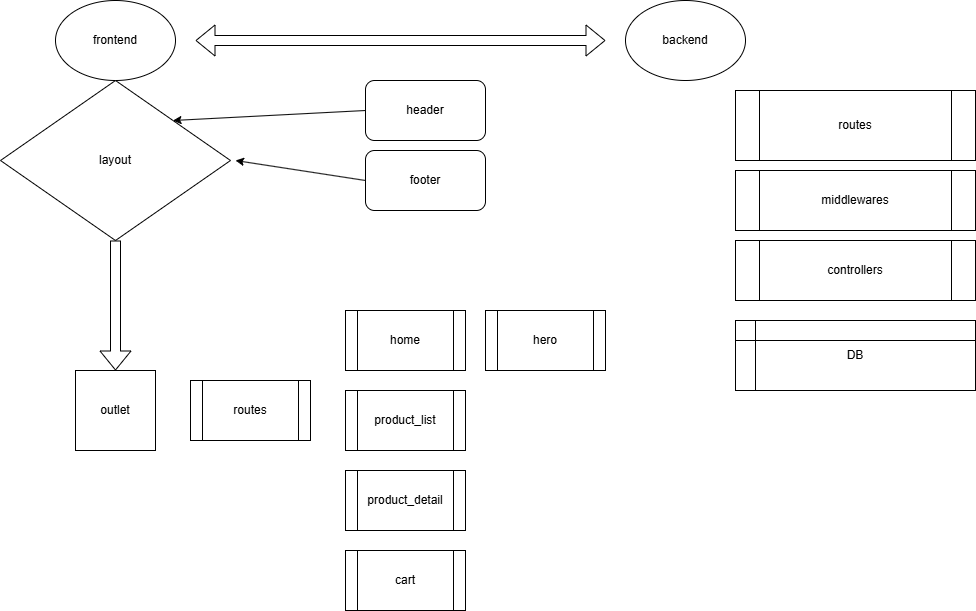 frontend
backend
header
routes
layout
footer
middlewares
controllers
home
hero
DB
outlet
routes
product_list
product_detail
cart